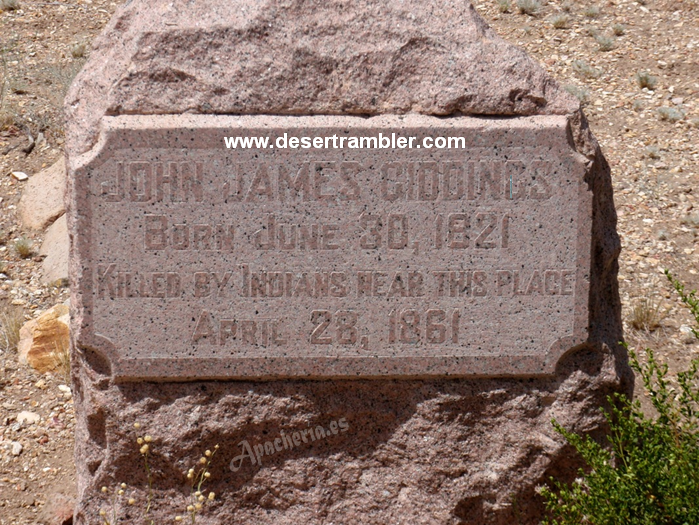 www.desertrambler.com
JOHN JAMES GIDDINGS
BORN JUNE 30, 1821
KILLED BY INDIANS NEAR THIS PLACE
APRIL 28, 1861
Apacheria.es